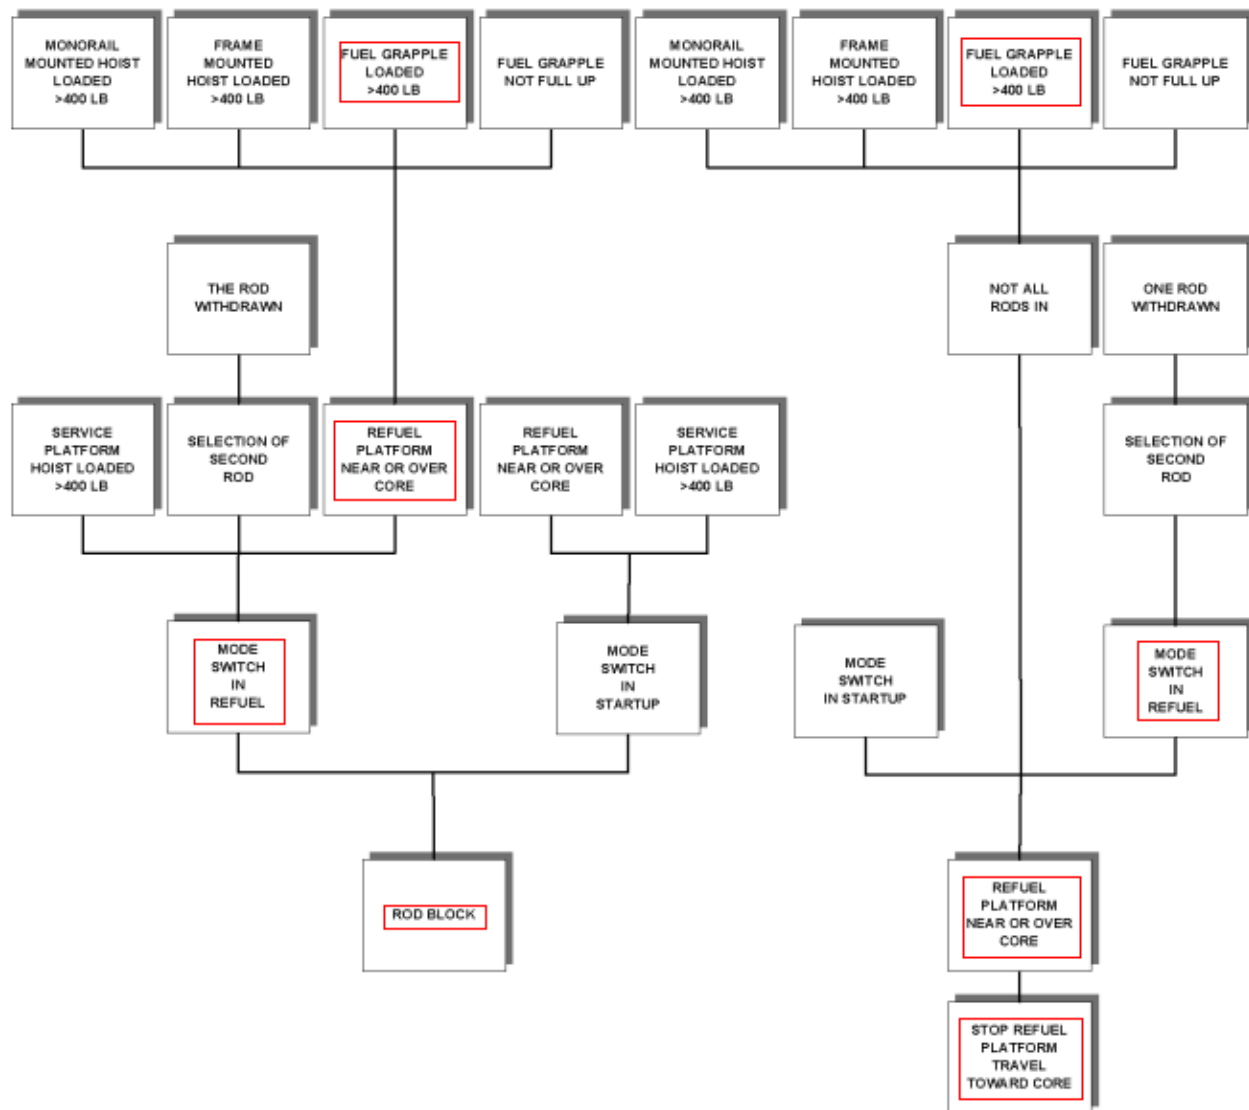 MONORAIL
MOUNTED HOIST
LOADED
>400 LB
FRAME
MOUNTED
HOIST LOADED
>400 LB
FUEL GRAPPLE
LOADED
>400 LB
FUEL GRAPPLE
NOT FULL UP
MONORAIL
MOUNTED HOIST
LOADED
>400 LB
FRAME
MOUNTED
HOIST LOADED
>400 LB
FUEL GRAPPLE
LOADED
>400 LB
FUEL GRAPPLE
NOT FULL UP
THE ROD
WITHDRAWN
NOT ALL
RODS IN
ONE ROD
WITHDRAWN
SERVICE
PLATFORM
HOIST LOADED
>400 LB
SELECTION OF
SECOND
ROD
REFUEL
PLATFORM
NEAR OR OVER
CORE
REFUEL
PLATFORM
NEAR OR OVER
CORE
SERVICE
PLATFORM
HOIST LOADED
>400 LB
SELECTION OF
SECOND
ROD
MODE
SWITCH
IN
REFUEL
MODE
SWITCH
IN
STARTUP
MODE
SWITCH
IN STARTUP
MODE
SWITCH
IN
REFUEL
ROD BLOCK
REFUEL
PLATFORM
NEAR OR OVER
CORE
STOP REFUEL
PLATFORM
TRAVEL
TOWARD CORE